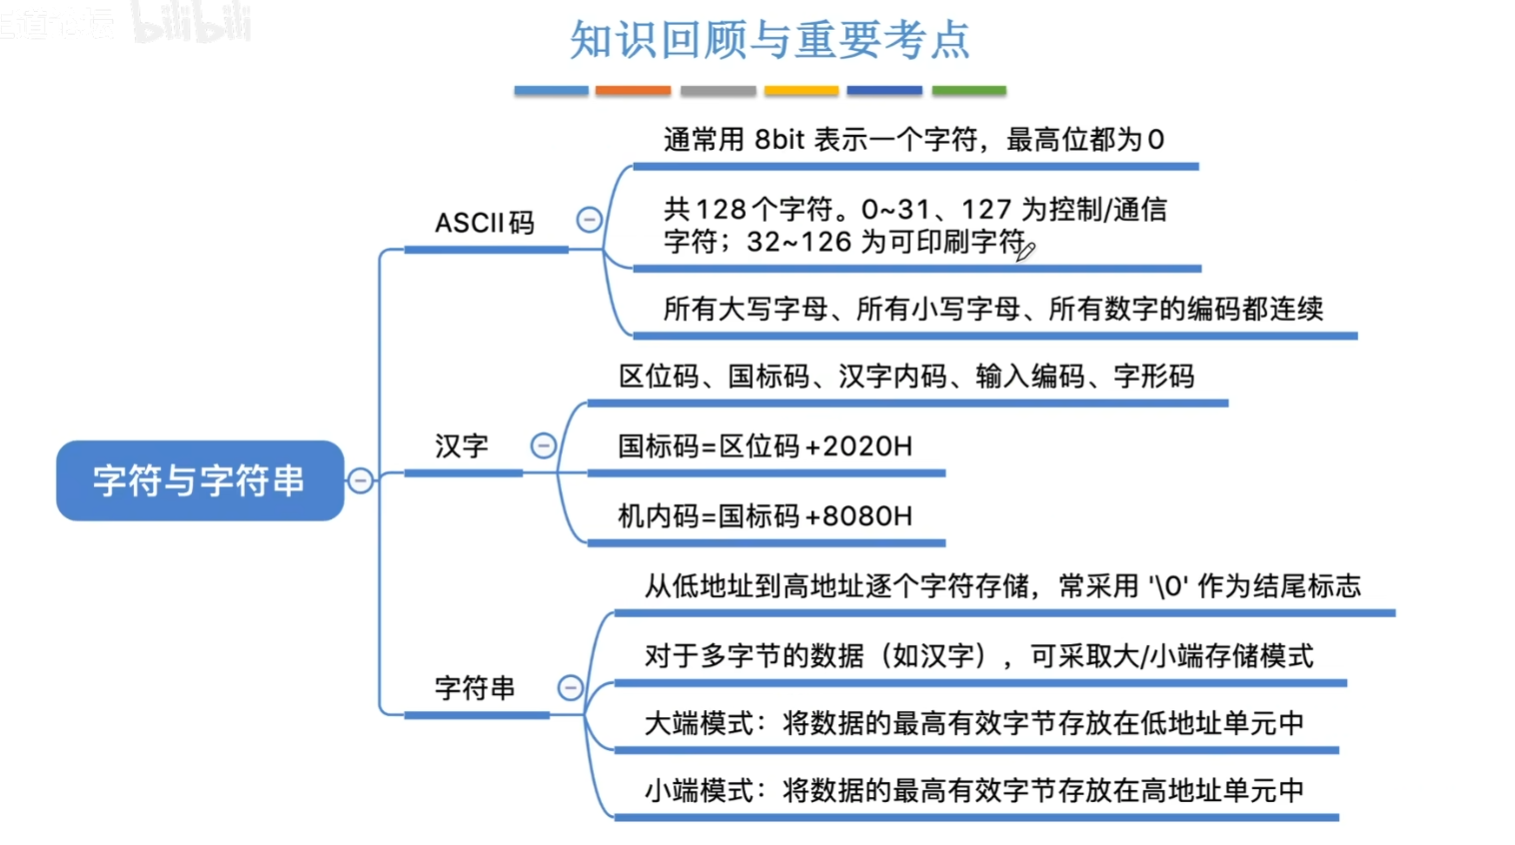 bilibili
知识回顾与重要考点
通常用 8bit 表示一个字符，最高位都为0
ASCII码
共128个字符。0~31、127 为控制/通信
字符；32~126 为可印刷字符
所有大写字母、所有小写字母、所有数字的编码都连续
区位码、国标码、汉字内码、输入编码、字形码
汉字
国标码=区位码+2020H
字符与字符串
机内码=国标码+8080H
从低地址到高地址逐个字符存储，常采用 '\0' 作为结尾标志
对于多字节的数据（如汉字），可采取大/小端存储模式
字符串
大端模式：将数据的最高有效字节存放在低地址单元中
小端模式：将数据的最高有效字节存放在高地址单元中